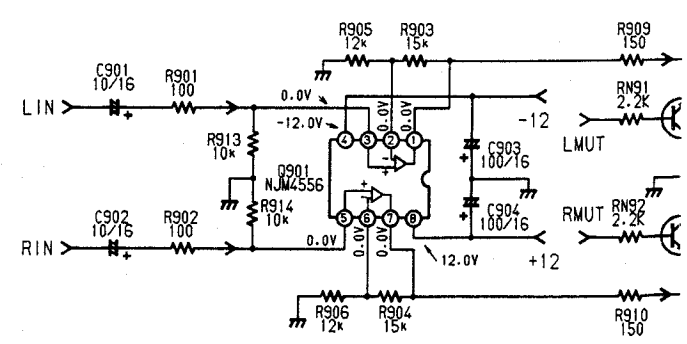 R905
12k
R903
15k
R909
150
C901
10/16
R901
100
LIN
+
0.0V
-12.0V
0.0V
0.0V
-12
RN91
2.2K
LMUT
4
3
2
1
R913
10k
Q901
NJM4556
-
+
+
-
+
C903
100/16
R914
10k
+
C904
100/16
C902
10/16
R902
100
RIN
+
5
6
7
8
0.0V
0.0V
0.0V
12.0V
+12
RMUT
RN92
2.2K
R906
12k
R904
15k
R910
150